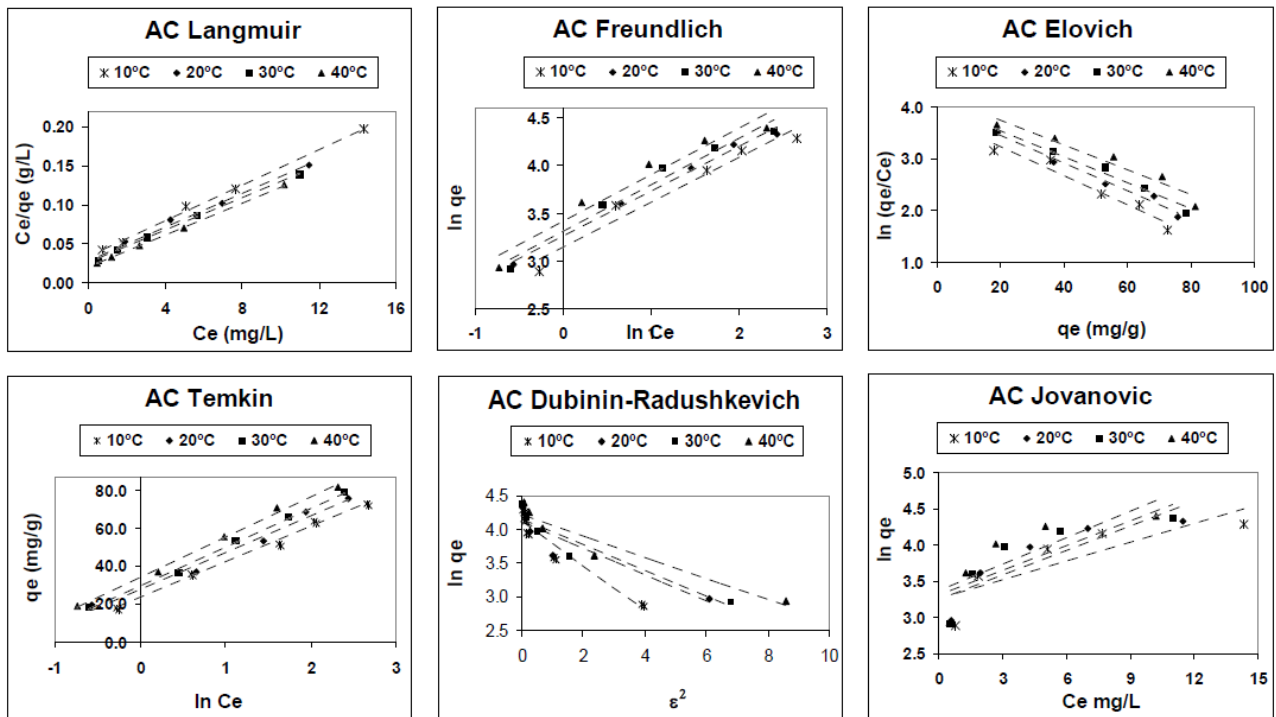 AC Langmuir
10ºC 20ºC 30ºC 40ºC
Ce/qe (g/L)
0.20
0.15
0.10
0.05
0.00
0 4 8 12 16
Ce (mg/L)
AC Freundlich
10ºC 20ºC 30ºC 40ºC
ln qe
4.5
4.0
3.5
3.0
2.5
-1 0 1 2 3
ln Ce
AC Elovich
10ºC 20ºC 30ºC 40ºC
ln (qe/Ce)
4.0
3.0
2.0
1.0
0 20 40 60 80 100
qe (mg/g)
AC Temkin
10ºC 20ºC 30ºC 40ºC
qe (mg/g)
80.0
60.0
40.0
20.0
0.0
-1 0 1 2 3
ln Ce
AC Dubinin-Radushkevich
10ºC 20ºC 30ºC 40ºC
ln qe
4.5
4.0
3.5
3.0
2.5
0 2 4 6 8 10
ε²
AC Jovanovic
10ºC 20ºC 30ºC 40ºC
ln qe
5.0
4.5
4.0
3.5
3.0
2.5
0 3 6 9 12 15
Ce mg/L